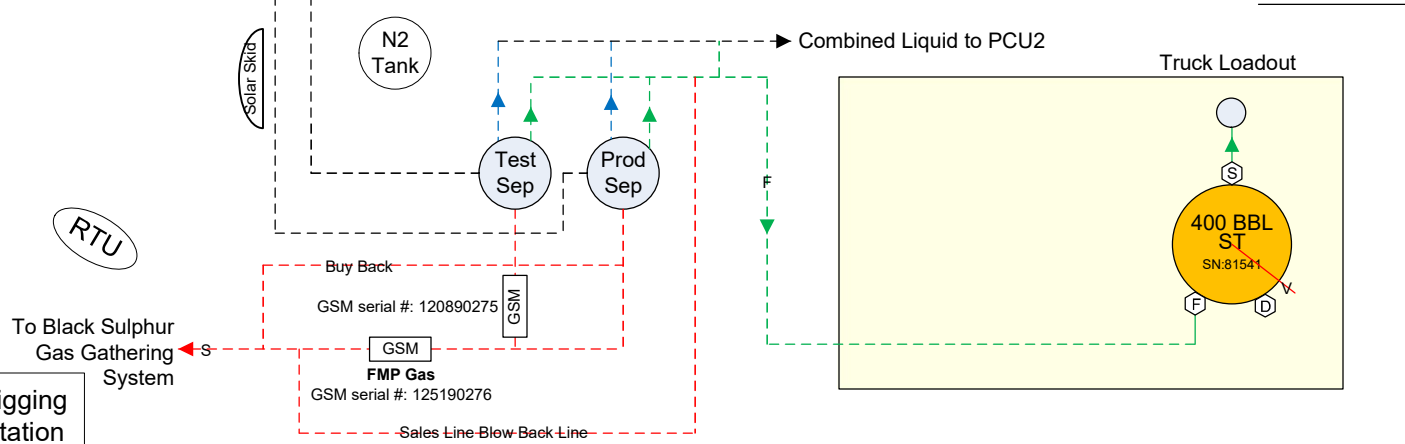 N2
Tank
Solar Skid
Combined Liquid to PCU2
Truck Loadout
Test
Sep
Prod
Sep
F
S
400 BBL
ST
SN:81541
V
F
D
RTU
Buy Back
GSM serial #: 120890275
GSM
To Black Sulphur
Gas Gathering
System
S
GSM
FMP Gas
GSM serial #: 125190276
Sales Line Blow Back Line
igging
tation